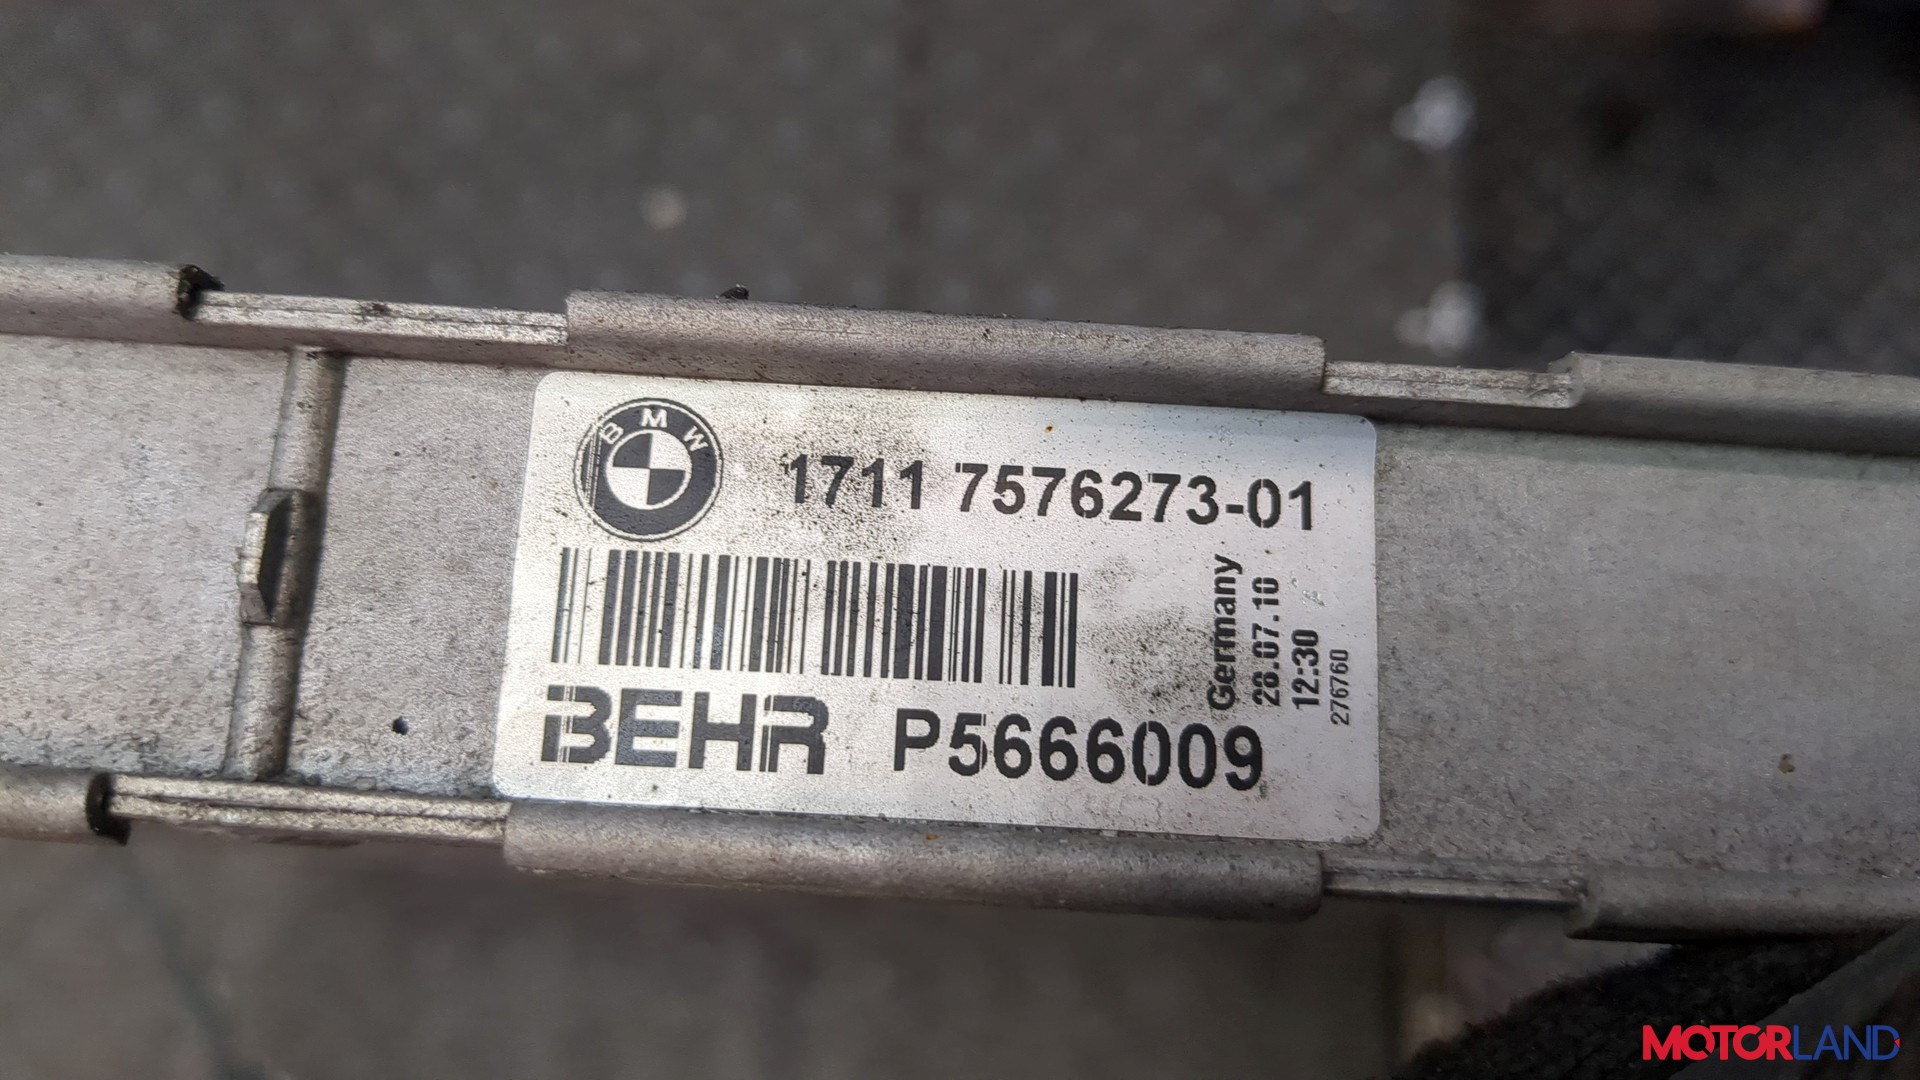 BMW
1711 7576273-01
Germany
28.07.10
12:30 A
276760
BEHR P5666009
MOTORLAND